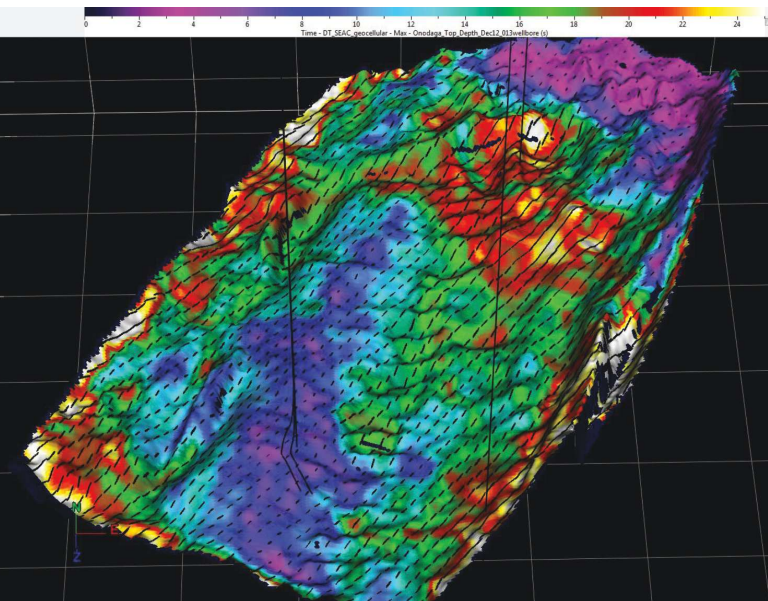 0 2 4 6 8 10 12 14 16 18 20 22 24
Time - DT_SEAC_geocellular - Max - Onodaga_Top_Depth_Dec12_013wellbore (s)
N
E
Z